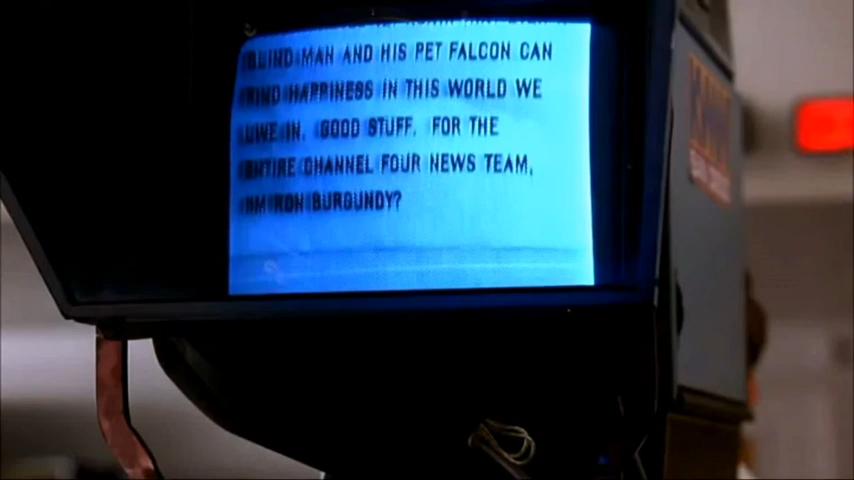 BLIND MAN AND HIS PET FALCON CAN
FIND HAPPINESS IN THIS WORLD WE
LIVE IN. GOOD STUFF. FOR THE
ENTIRE CHANNEL FOUR NEWS TEAM,
I'M RON BURGUNDY?